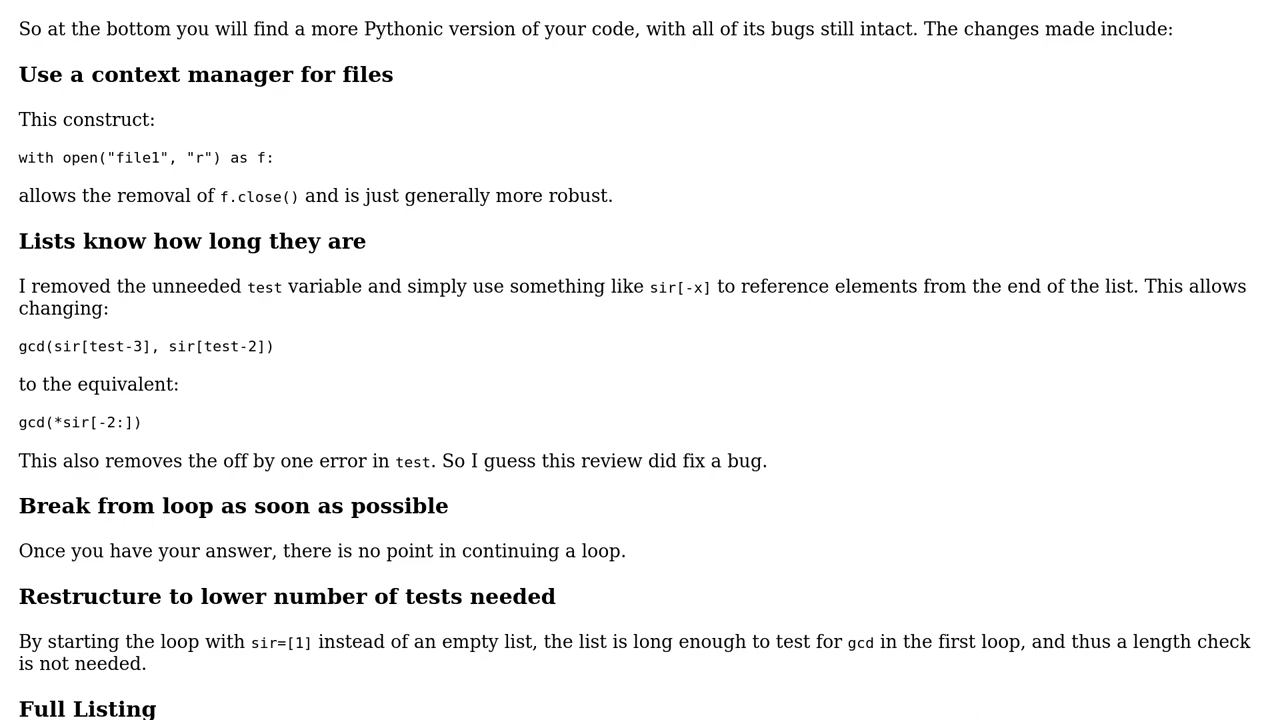 So at the bottom you will find a more Pythonic version of your code, with all of its bugs still intact. The changes made include:
Use a context manager for files
This construct:
with open("file1", "r") as f:
allows the removal of f.close() and is just generally more robust.
Lists know how long they are
I removed the unneeded test variable and simply use something like sir[-x] to reference elements from the end of the list. This allows
changing:
gcd(sir[test-3], sir[test-2])
to the equivalent:
gcd(*sir[-2:])
This also removes the off by one error in test. So I guess this review did fix a bug.
Break from loop as soon as possible
Once you have your answer, there is no point in continuing a loop.
Restructure to lower number of tests needed
By starting the loop with sir=[1] instead of an empty list, the list is long enough to test for gcd in the first loop, and thus a length check
is not needed.
Full Listing